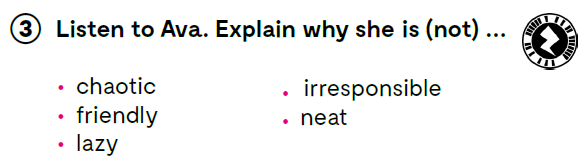 3 Listen to Ava. Explain why she is (not) ...
• chaotic
• friendly
• lazy
• irresponsible
• neat